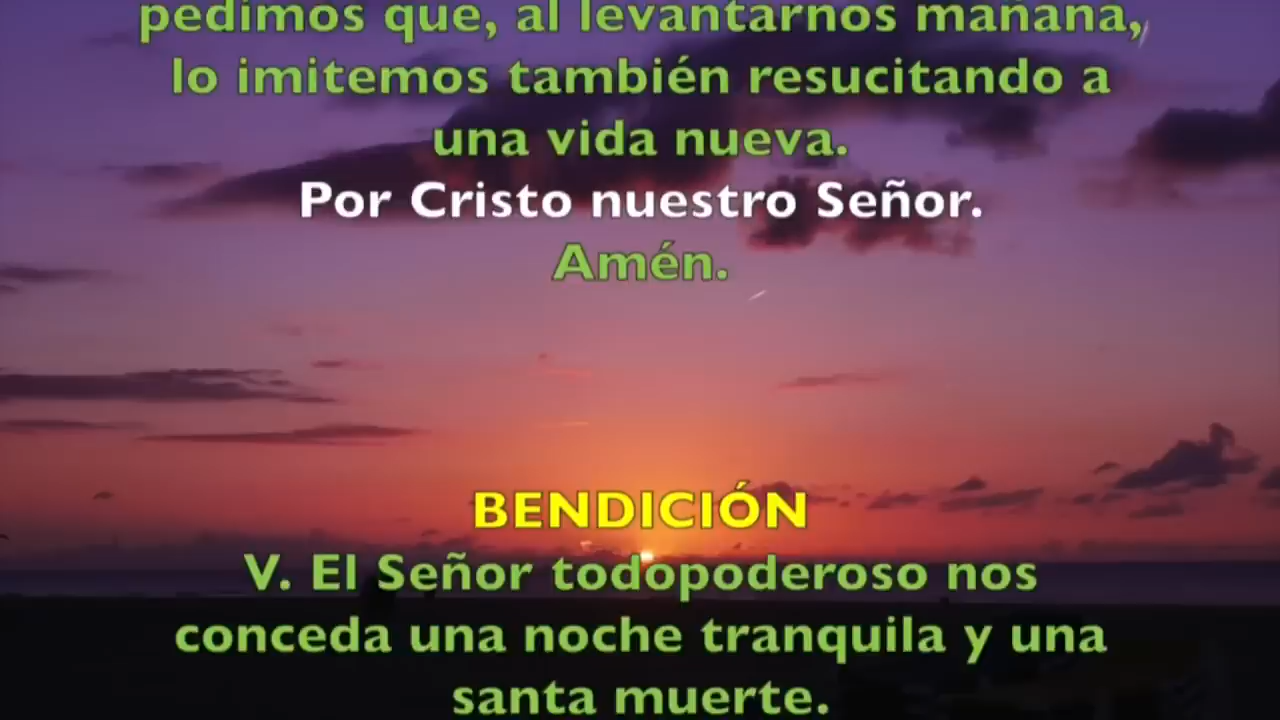 pedimos que, al levantarnos mañana,
lo imitemos también resucitando a
una vida nueva.
Por Cristo nuestro Señor.
Amén.
BENDICIÓN
V. El Señor todopoderoso nos
conceda una noche tranquila y una
santa muerte.